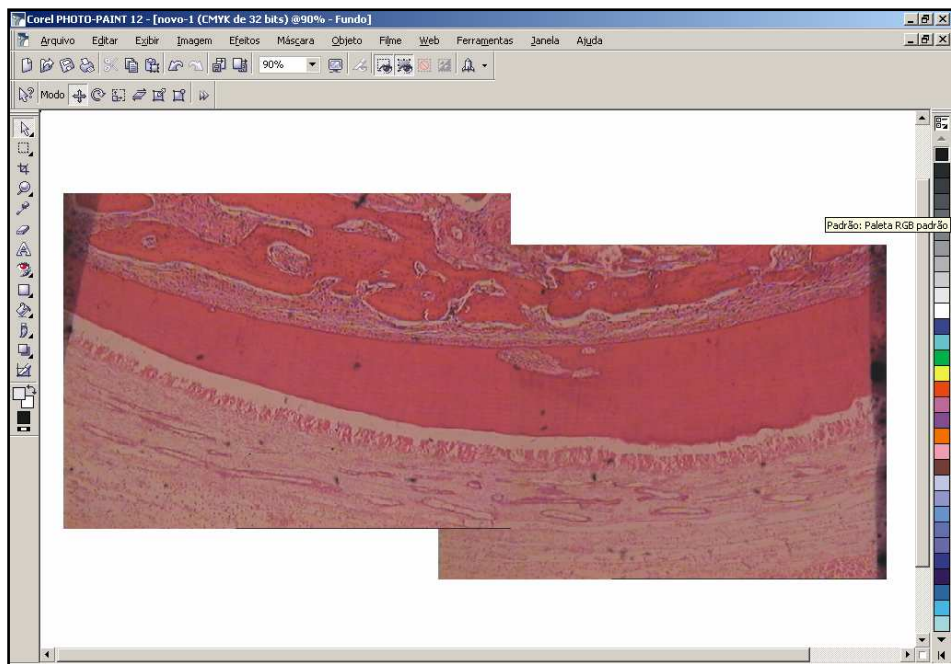 Corel PHOTO-PAINT 12 - [novo-1 (CMYK de 32 bits) @90% - Fundo]
Arquivo Editar Exibir Imagem Efeitos Máscara Objeto Filme Web Ferramentas Janela Ajuda
90%
Modo
Padrão: Paleta RGB padrão